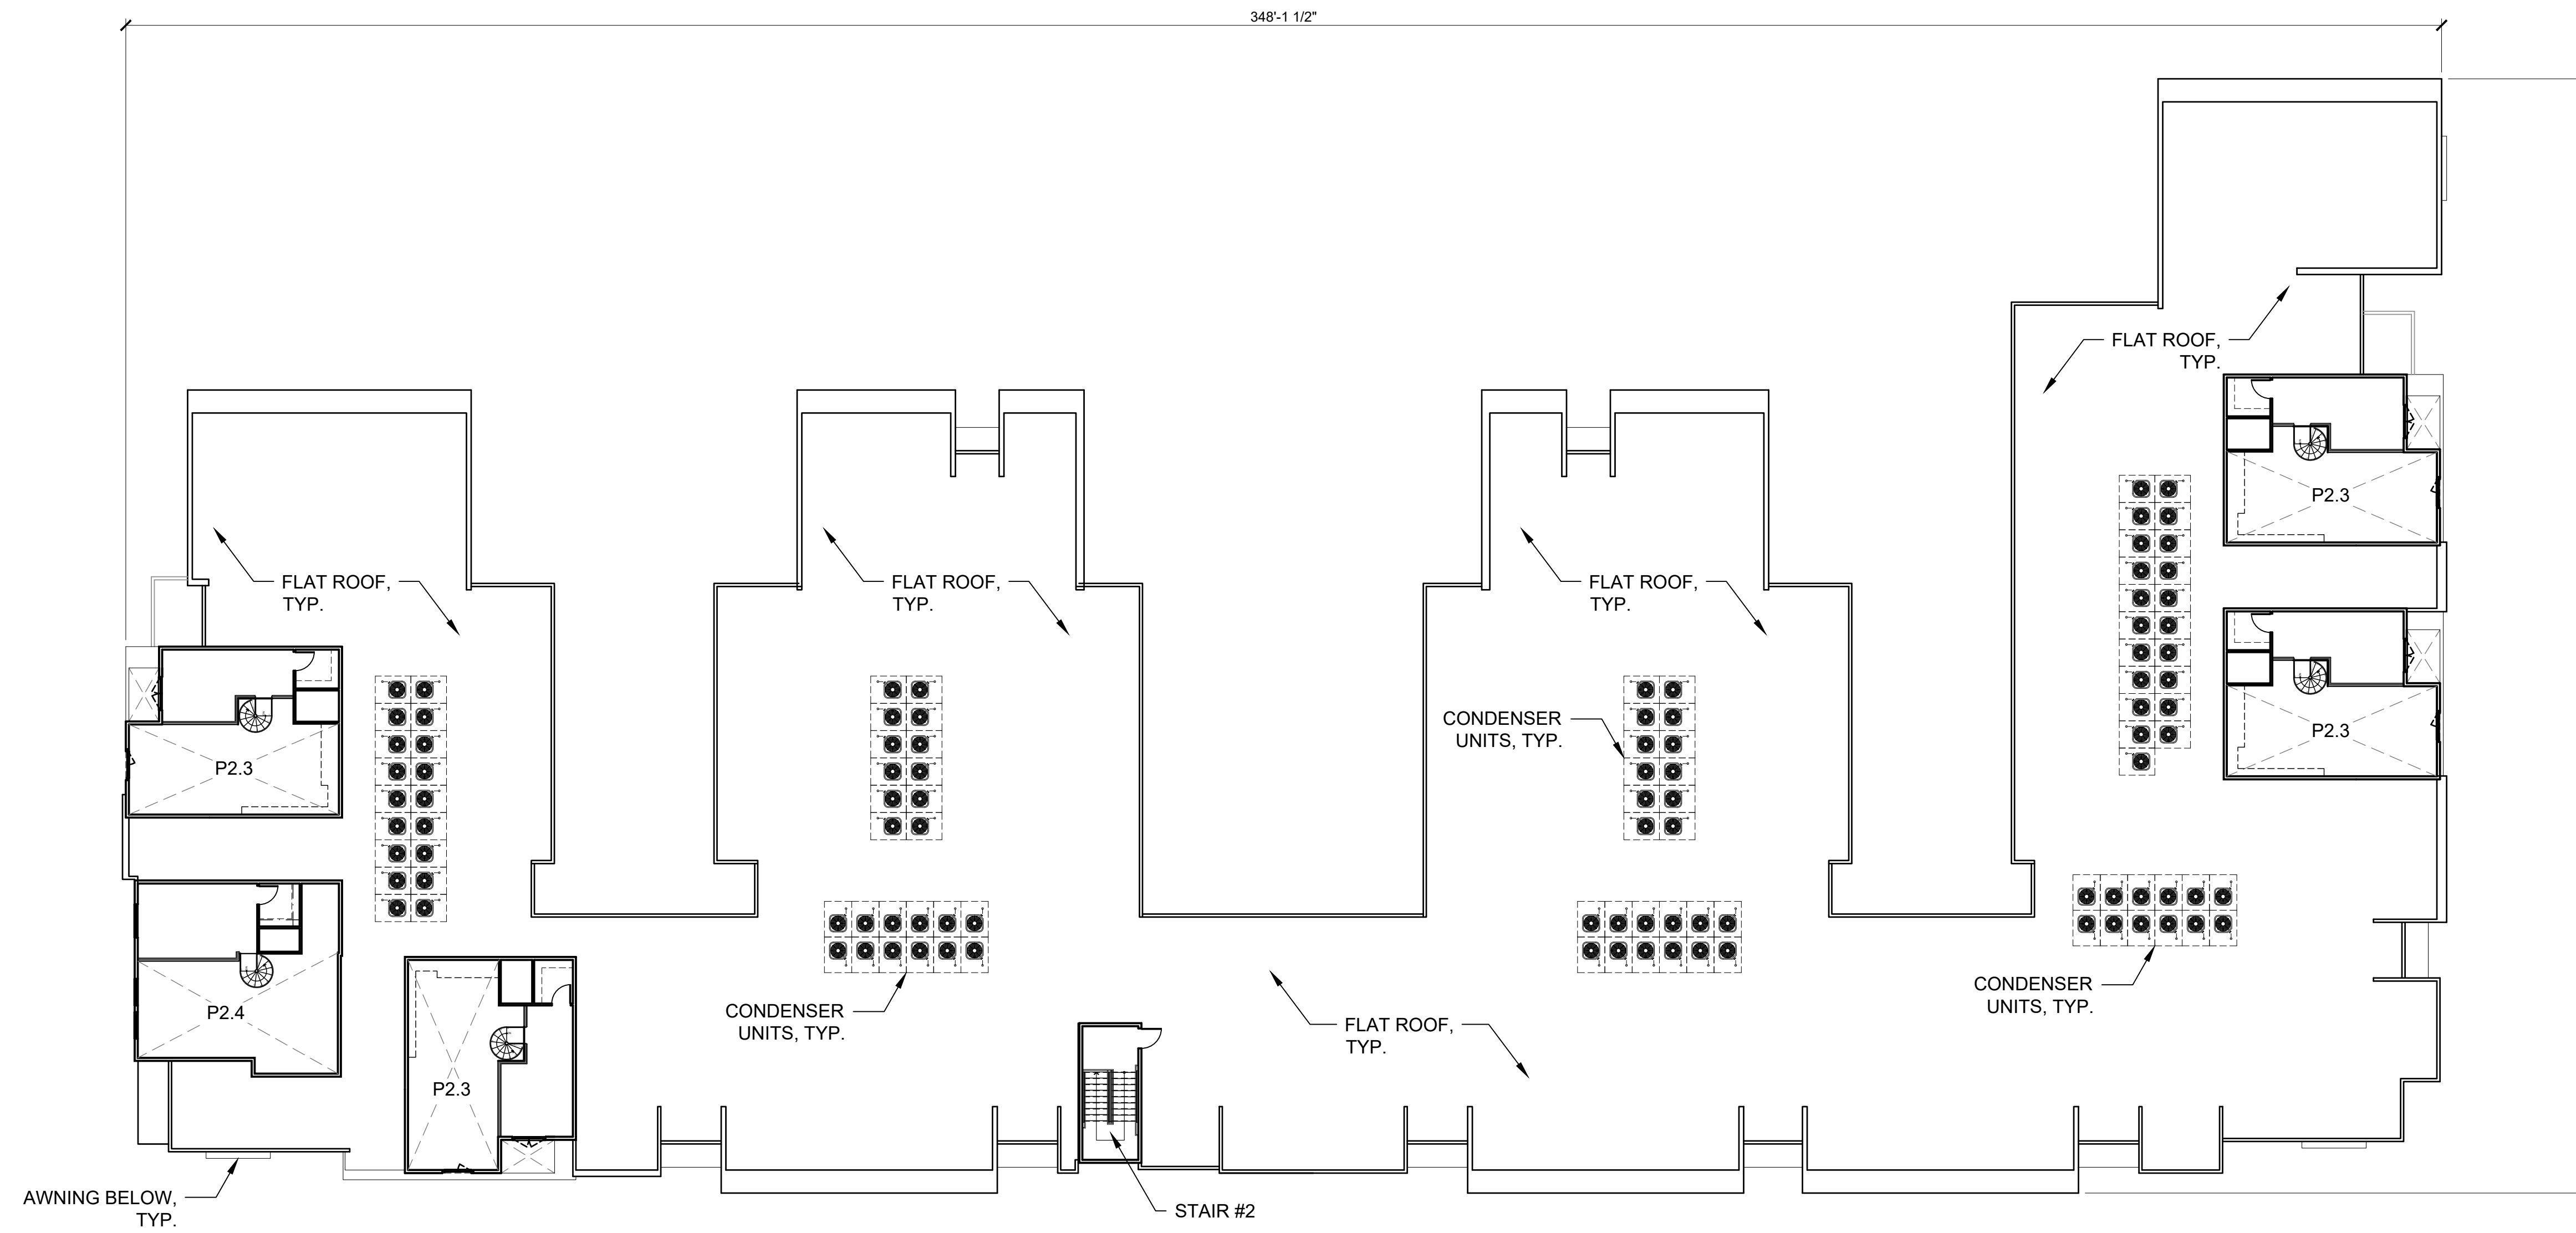 348'-1 1/2"
FLAT ROOF,
TYP.
P2.3
FLAT ROOF,
TYP.
FLAT ROOF,
TYP.
FLAT ROOF,
TYP.
CONDENSER
UNITS, TYP.
P2.3
P2.3
P2.4
CONDENSER
UNITS, TYP.
CONDENSER
UNITS, TYP.
FLAT ROOF,
TYP.
P2.3
AWNING BELOW,
TYP.
STAIR #2